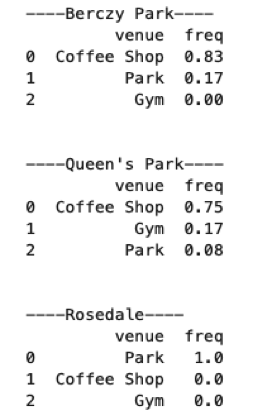 ----Berczy Park----
venue freq
0 Coffee Shop 0.83
1 Park 0.17
2 Gym 0.00
----Queen's Park----
venue freq
0 Coffee Shop 0.75
1 Gym 0.17
2 Park 0.08
----Rosedale----
venue freq
0 Park 1.0
1 Coffee Shop 0.0
2 Gym 0.0